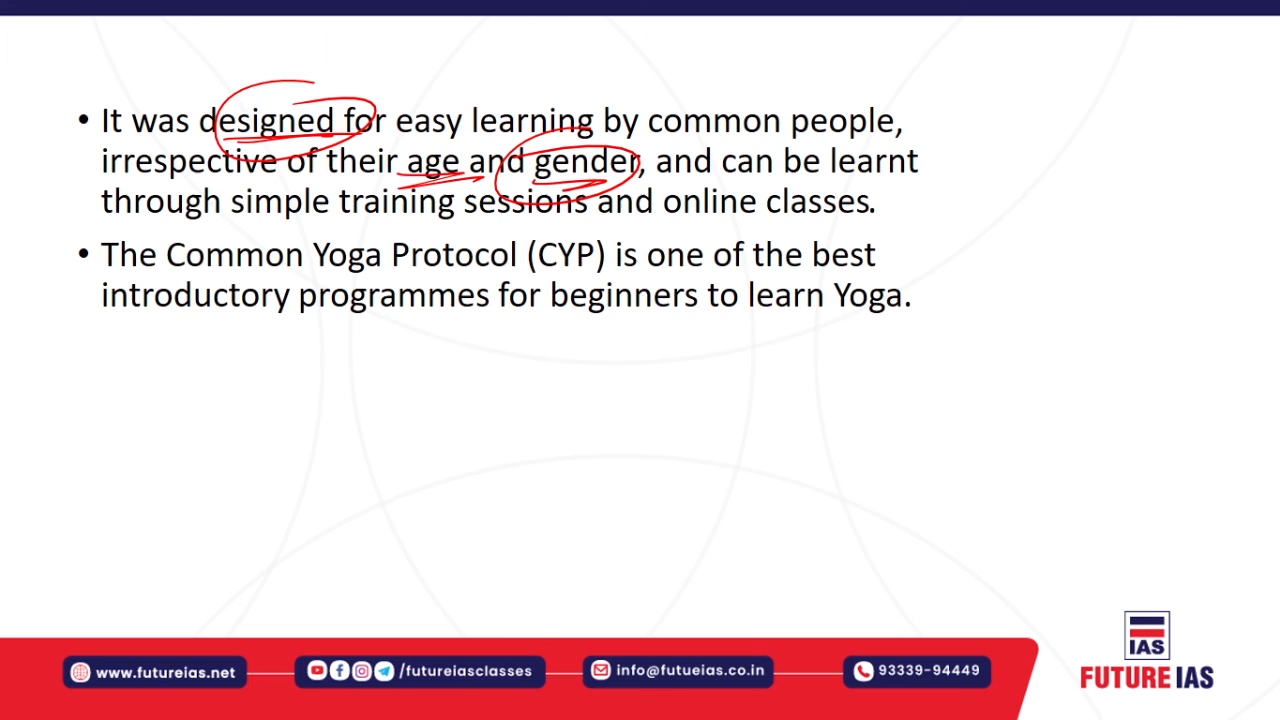 • It was designed for easy learning by common people,
irrespective of their age and gender, and can be learnt
through simple training sessions and online classes.
• The Common Yoga Protocol (CYP) is one of the best
introductory programmes for beginners to learn Yoga.
IAS
FUTURE IAS
www.futureias.net
/futureiasclasses
info@futueias.co.in
93339-94449